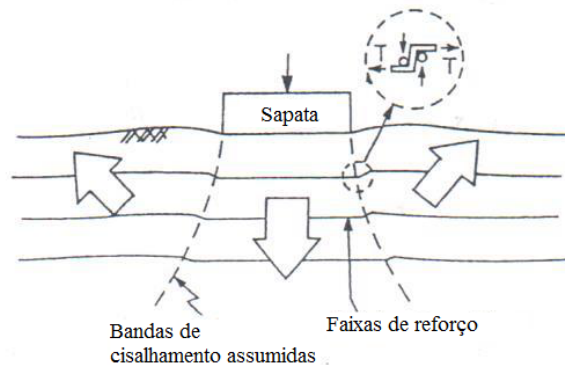 T
T
Sapata
Bandas de
cisalhamento assumidas
Faixas de reforço